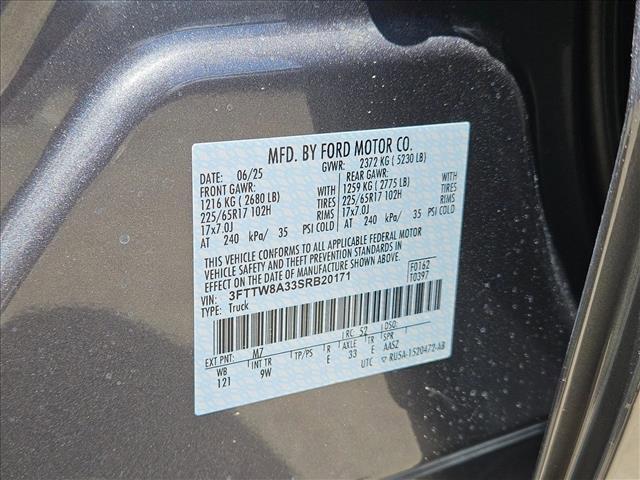 MFD. BY FORD MOTOR CO.
DATE: 06/25 GVWR: 2372 KG ( 5230 LB)
FRONT GAWR: REAR GAWR:
1216 KG ( 2680 LB) WITH 1259 KG ( 2775 LB) WITH
225/65R17 102H TIRES 225/65R17 102H TIRES
17x7.0J RIMS 17x7.0J RIMS
AT 240 kPa/ 35 PSI COLD AT 240 kPa/ 35 PSI COLD
THIS VEHICLE CONFORMS TO ALL APPLICABLE FEDERAL MOTOR
VEHICLE SAFETY AND THEFT PREVENTION STANDARDS IN
EFFECT ON THE DATE OF MANUFACTURE SHOWN ABOVE.
VIN: 3FTTW8A33SRB20171 F0162
TYPE: Truck T0397
RC: 52 DSO:
EXT PNT: M7
WB INT TR TP/PS R AXLE TR SPR
121 9W E 33 E AASZ
UTC RU5A-1520472-AB